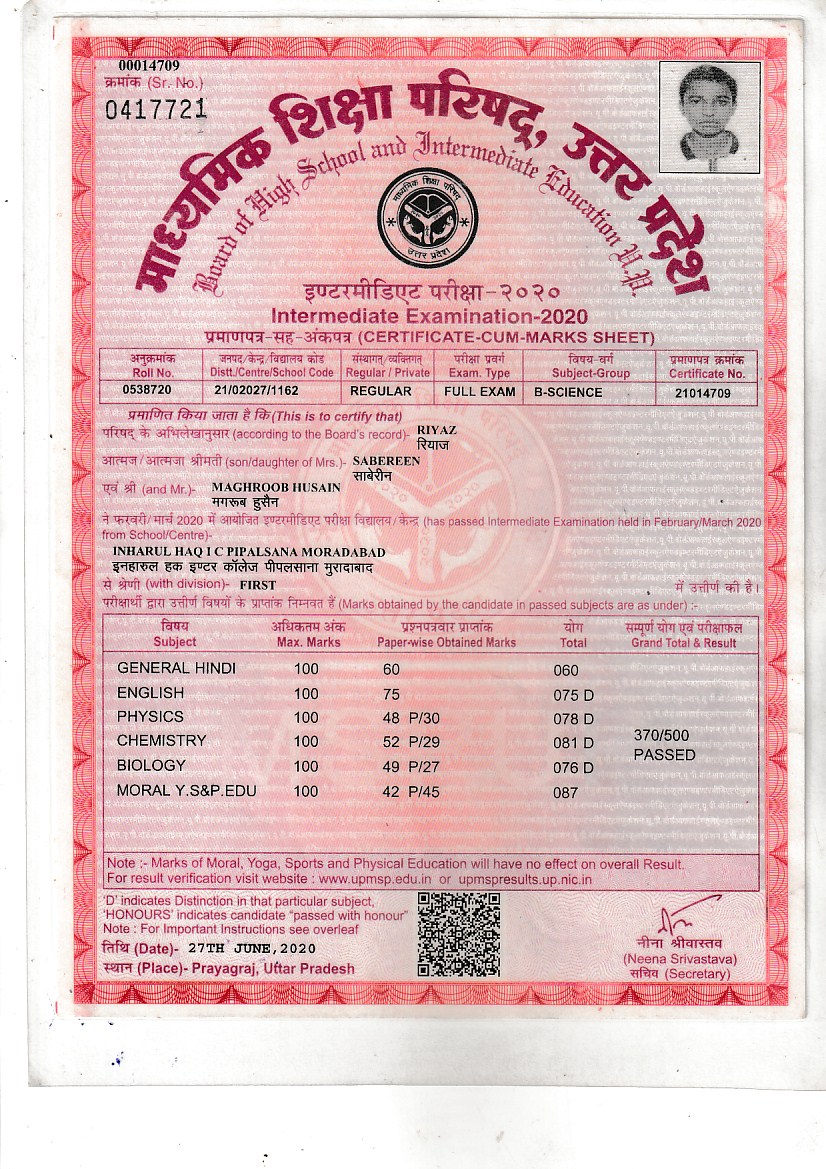 00014709
क्रमांक (Sr. No.)
0417721
माध्यमिक शिक्षा परिषद्, उत्तर प्रदेश
Board of High School and Intermediate Education U.P.
माध्यमिक शिक्षा परिषद
उत्तर प्रदेश
इण्टरमीडिएट परीक्षा-२०२०
Intermediate Examination-2020
प्रमाणपत्र-सह-अंकपत्र (CERTIFICATE-CUM-MARKS SHEET)
अनुक्रमांक जनपद/केन्द्र/विद्यालय कोड संस्थागत/व्यक्तिगत परीक्षा प्रवर्ग विषय-वर्ग प्रमाणपत्र क्रमांक
Roll No. Distt./Centre/School Code Regular / Private Exam. Type Subject-Group Certificate No.
0538720 21/02027/1162 REGULAR FULL EXAM B-SCIENCE 21014709
प्रमाणित किया जाता है कि (This is to certify that)
परिषद् के अभिलेखानुसार (according to the Board's record)- RIYAZ
रियाज
आत्मज/आत्मजा श्रीमती (son/daughter of Mrs.)- SABEREEN
साबेरीन
एवं श्री (and Mr.)- MAGHROOB HUSAIN
मगरूब हुसैन
ने फरवरी/मार्च 2020 में आयोजित इण्टरमीडिएट परीक्षा विद्यालय/केन्द्र (has passed Intermediate Examination held in February/March 2020
from School/Centre)-
INHARUL HAQ I C PIPALSANA MORADABAD
इनहारुल हक इण्टर कॉलेज पीपलसाना मुरादाबाद
से श्रेणी (with division)- FIRST में उत्तीर्ण की है।
परीक्षार्थी द्वारा उत्तीर्ण विषयों के प्राप्तांक निम्नवत हैं (Marks obtained by the candidate in passed subjects are as under) :-
विषय अधिकतम अंक प्रश्नपत्रवार प्राप्तांक योग सम्पूर्ण योग एवं परीक्षाफल
Subject Max. Marks Paper-wise Obtained Marks Total Grand Total & Result
GENERAL HINDI 100 60 060
ENGLISH 100 75 075 D
PHYSICS 100 48 P/30 078 D
CHEMISTRY 100 52 P/29 081 D
370/500
PASSED
BIOLOGY 100 49 P/27 076 D
MORAL Y.S&P.EDU 100 42 P/45 087
Note :- Marks of Moral, Yoga, Sports and Physical Education will have no effect on overall Result.
For result verification visit website : www.upmsp.edu.in or upmspresults.up.nic.in
'D' indicates Distinction in that particular subject,
'HONOURS' indicates candidate "passed with honour"
Note : For Important Instructions see overleaf
तिथि (Date)- 27TH JUNE,2020
स्थान (Place)- Prayagraj, Uttar Pradesh
नीना श्रीवास्तव
(Neena Srivastava)
सचिव (Secretary)